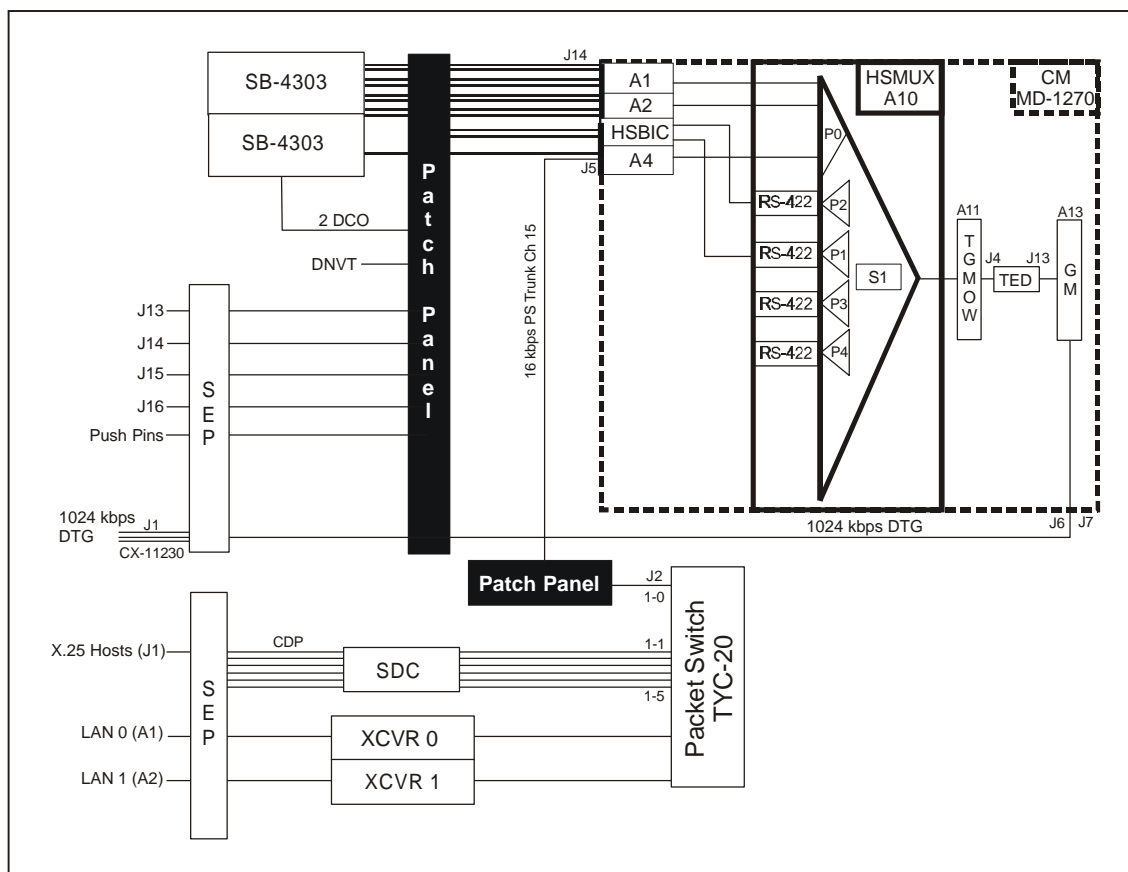 J14
SB-4303
SB-4303
Patch Panel
A1
A2
HSBIC
A4
J5
HSMUX
A10
CM
MD-1270
P0
RS-422
P2
RS-422
P1
RS-422
P3
RS-422
P4
S1
A11
TGMOW
J4
J13
TED
A13
GM
2 DCO
DNVT
J13
J14
J15
J16
Push Pins
SEP
1024 kbps
DTG
J1
CX-11230
16 kbps PS Trunk Ch 15
1024 kbps DTG
J6
J7
Patch Panel
J2
1-0
Packet Switch
TYC-20
X.25 Hosts (J1)
CDP
SDC
1-1
1-5
SEP
LAN 0 (A1)
XCVR 0
LAN 1 (A2)
XCVR 1